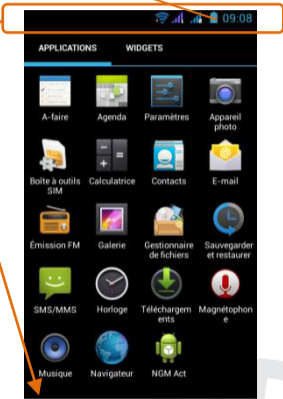 09:08
APPLICATIONS WIDGETS
A-faire Agenda Paramètres Appareil photo
Boîte à outils SIM Calculatrice Contacts E-mail
Émission FM Galerie Gestionnaire de fichiers Sauvegarder et restaurer
SMS/MMS Horloge Téléchargem ents Magnétophon e
Musique Navigateur NGM Act